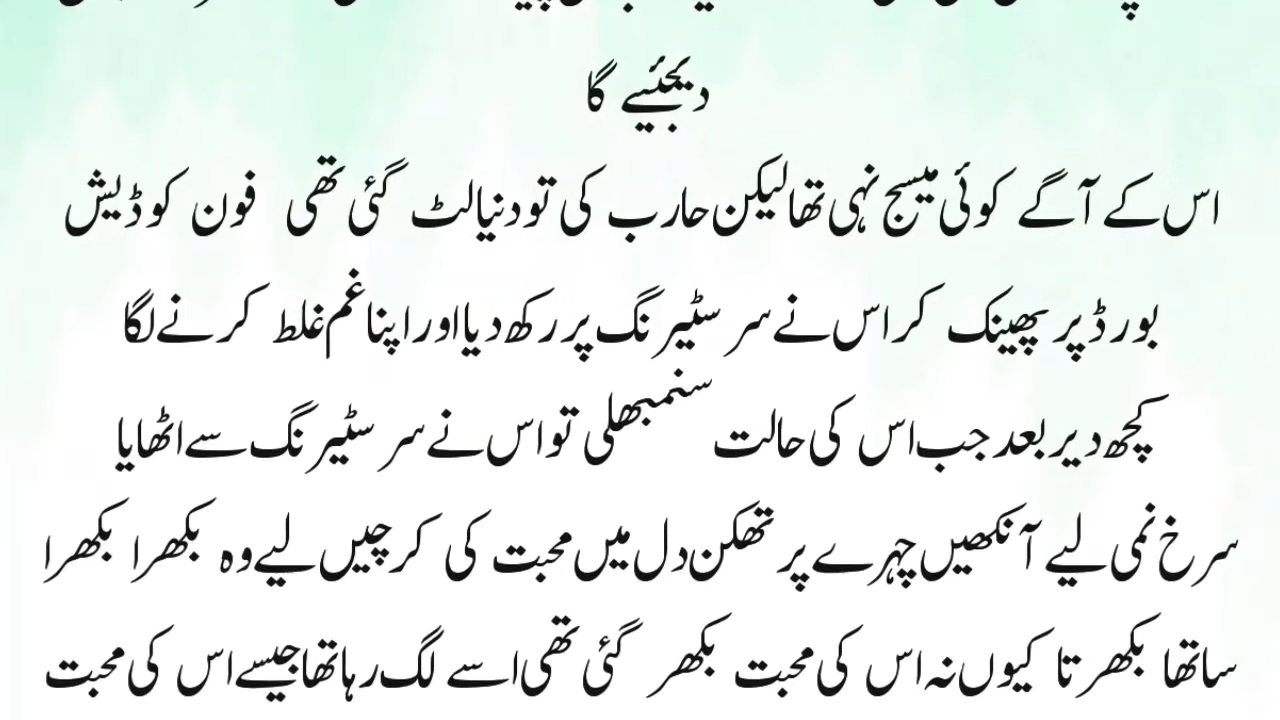 دیجئیے گا
اس کے آگے کوئی میسج نہی تھا لیکن حارب کی تو دنیا لٹ گئی تھی فون کو ڈیش
بورڈ پر پھینک کر اس نے سر سٹیرنگ پر رکھ دیا اور اپنا غم غلط کرنے لگا
کچھ دیر بعد جب اس کی حالت سنمبھلی تو اس نے سر سٹیرنگ سے اٹھایا
سرخ نمی لیے آنکھیں چہرے پر تھکن دل میں محبت کی کرچیں لیے وہ بکھرا بکھرا
ساتھا بکھرتا کیوں نہ اس کی محبت بکھر گئی تھی اسے لگ رہا تھا جیسے اس کی محبت